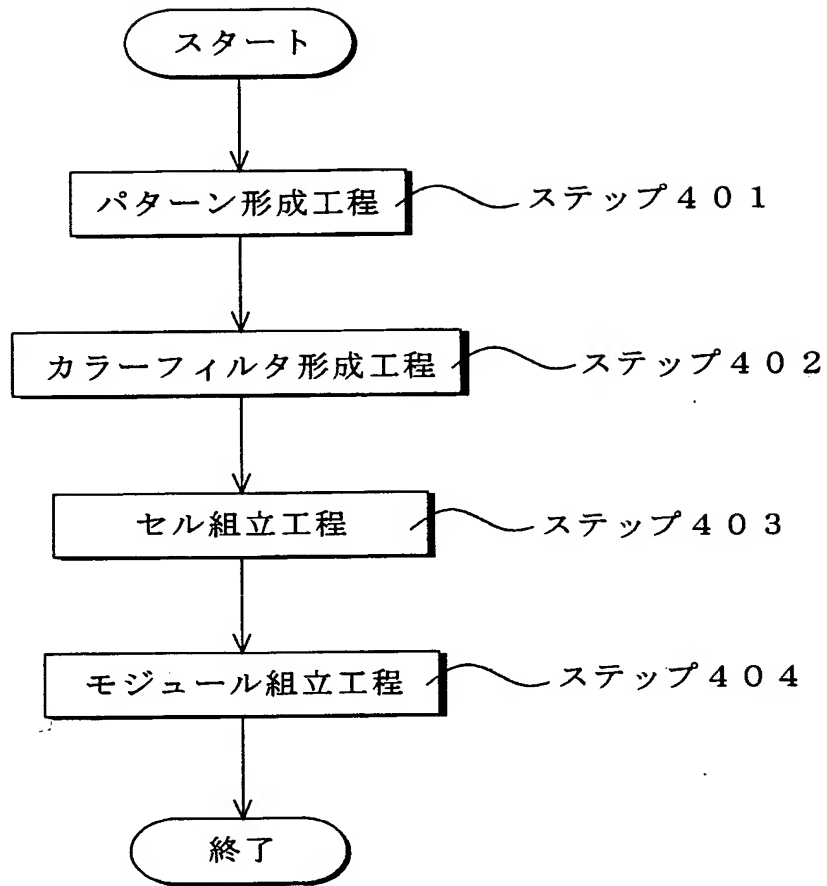 スタート
パターン形成工程 ステップ４０１
カラーフィルタ形成工程 ステップ４０２
セル組立工程 ステップ４０３
モジュール組立工程 ステップ４０４
終了